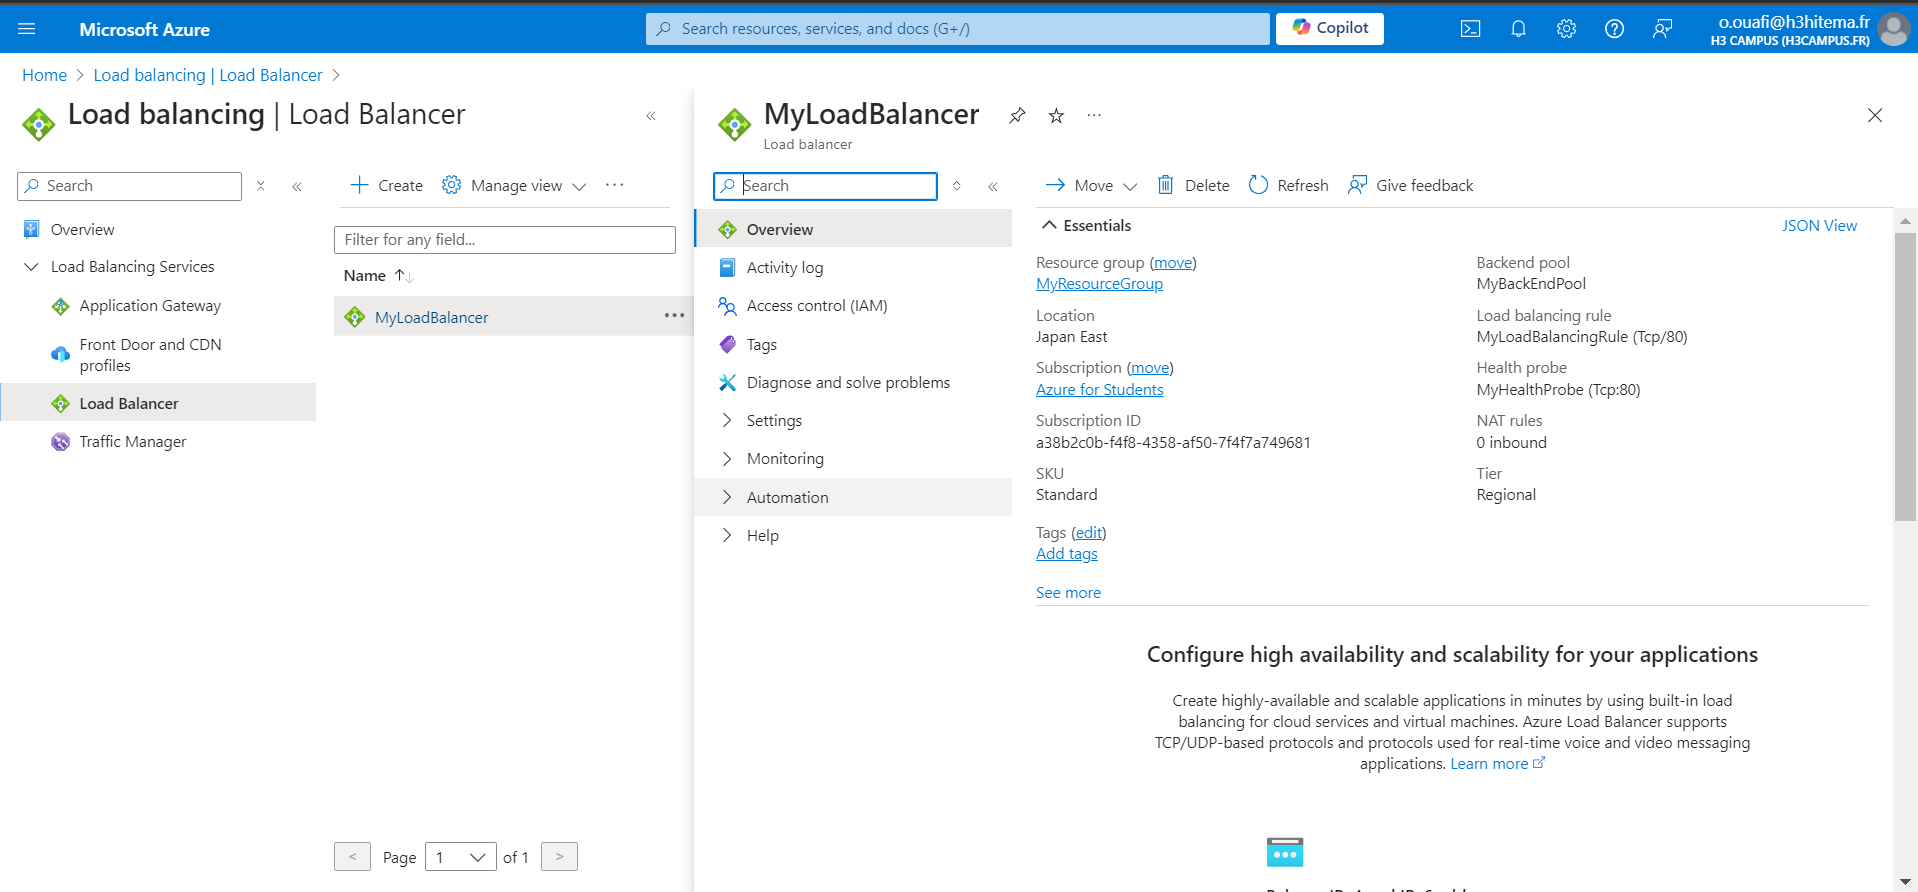 Microsoft Azure
Search resources, services, and docs (G+/)
Copilot
o.ouafi@h3hitema.fr
H3 CAMPUS (H3CAMPUS.FR)
Home > Load balancing | Load Balancer >
Load balancing | Load Balancer
«
Search
«
Overview
Load Balancing Services
Application Gateway
Front Door and CDN
profiles
Load Balancer
Traffic Manager
Create
Manage view
...
Filter for any field...
Name ↑↓
MyLoadBalancer ...
< Page 1 of 1 >
MyLoadBalancer
...
Load balancer
Search
«
Overview
Activity log
Access control (IAM)
Tags
Diagnose and solve problems
Settings
Monitoring
Automation
Help
Move
Delete
Refresh
Give feedback
Essentials
JSON View
Resource group (move)
MyResourceGroup
Location
Japan East
Subscription (move)
Azure for Students
Subscription ID
a38b2c0b-f4f8-4358-af50-7f4f7a749681
SKU
Standard
Tags (edit)
Add tags
See more
Backend pool
MyBackEndPool
Load balancing rule
MyLoadBalancingRule (Tcp/80)
Health probe
MyHealthProbe (Tcp:80)
NAT rules
0 inbound
Tier
Regional
Configure high availability and scalability for your applications
Create highly-available and scalable applications in minutes by using built-in load
balancing for cloud services and virtual machines. Azure Load Balancer supports
TCP/UDP-based protocols and protocols used for real-time voice and video messaging
applications. Learn more